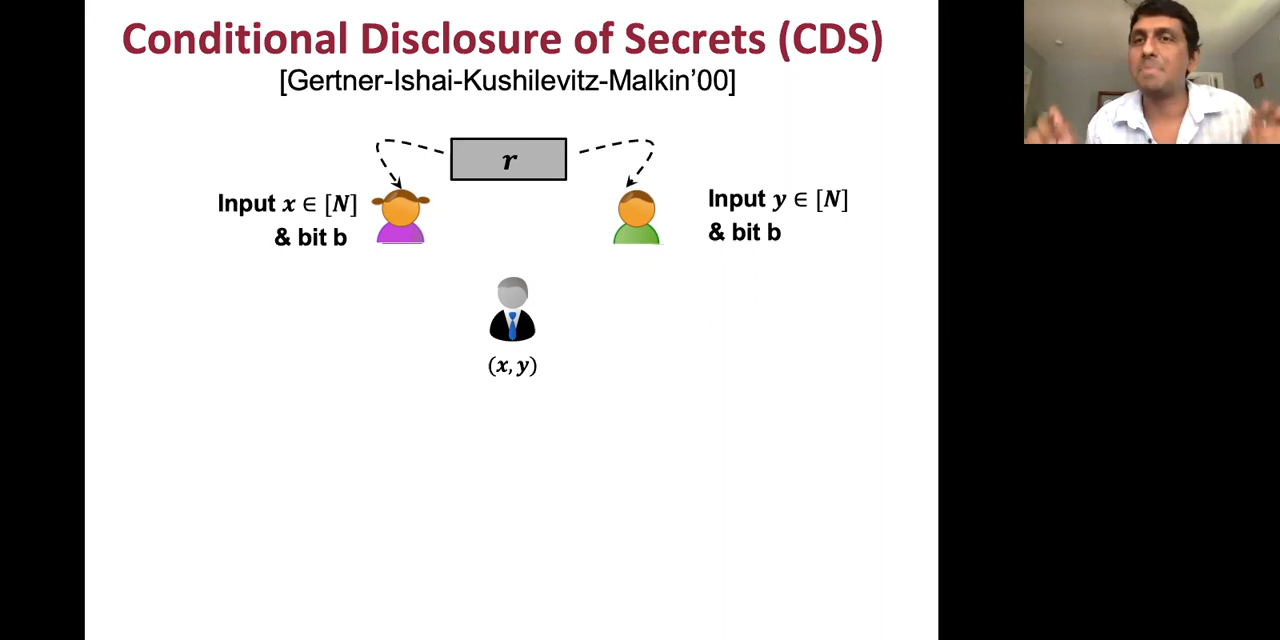 Conditional Disclosure of Secrets (CDS)
[Gertner-Ishai-Kushilevitz-Malkin'00]
r
Input x ∈ [N]
& bit b
Input y ∈ [N]
& bit b
(x, y)